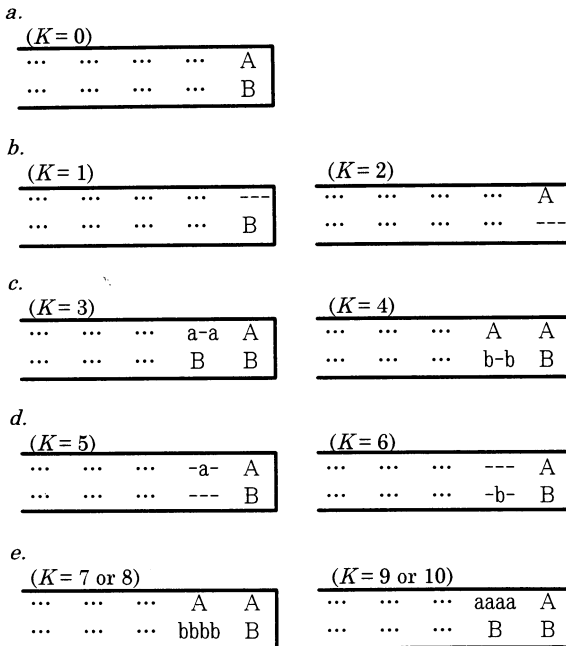 a.
(K = 0)
... ... ... ... A
... ... ... ... B
b.
(K = 1) (K = 2)
... ... ... ... --- ... ... ... ... A
... ... ... ... B ... ... ... ... ---
c.
(K = 3) (K = 4)
... ... ... a-a A ... ... ... A A
... ... ... B B ... ... ... b-b B
d.
(K = 5) (K = 6)
... ... ... -a- A ... ... ... --- A
... ... ... --- B ... ... ... -b- B
e.
(K = 7 or 8) (K = 9 or 10)
... ... ... A A ... ... ... aaaa A
... ... ... bbbb B ... ... ... B B